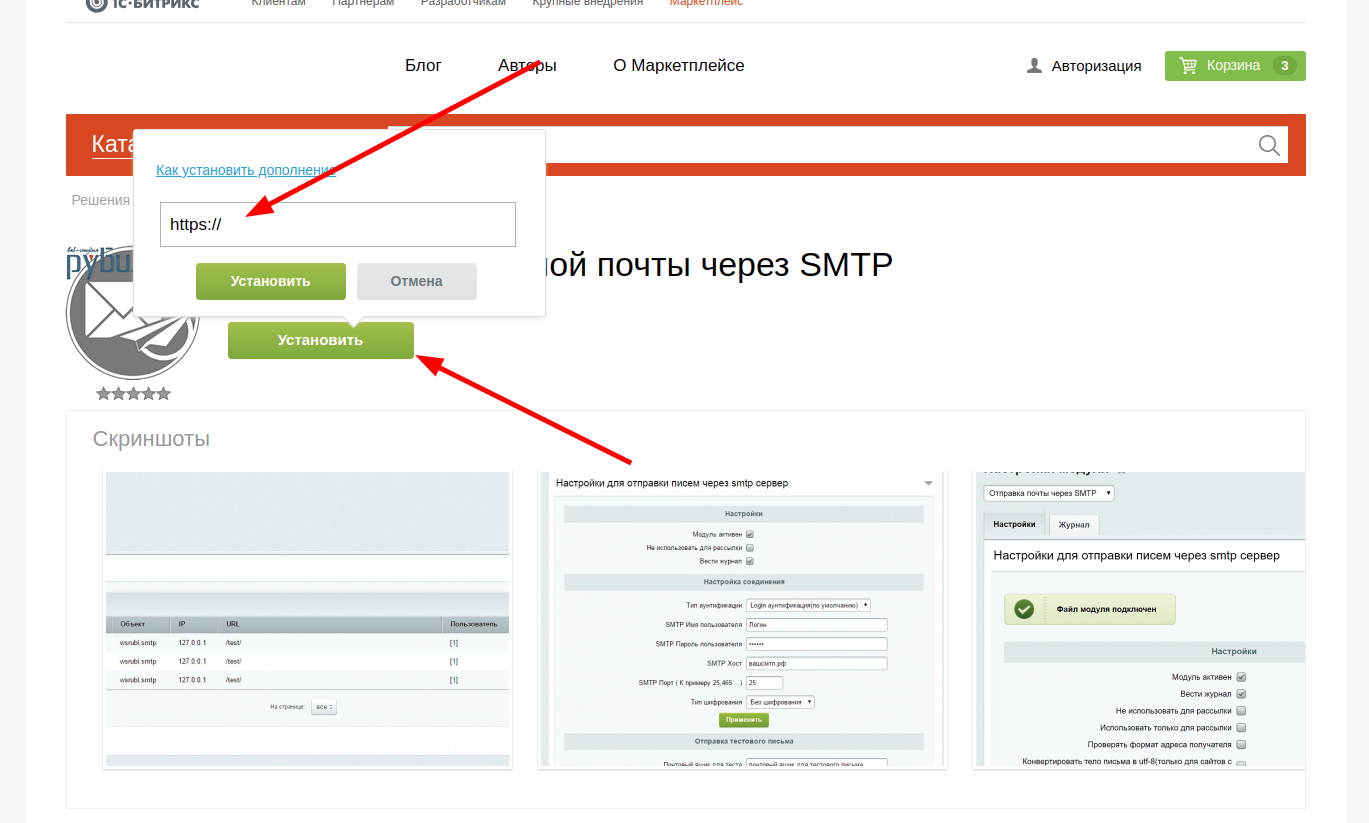 1С·БИТРИКС Клиентам Партнерам Разработчикам Крупные внедрения Маркетплейс
Блог Авторы О Маркетплейсе Авторизация Корзина 3
Ката
Как установить дополнение
Решения
https://
веб-студия
рубик
ой почты через SMTP
Установить Отмена
Установить
Скриншоты
Объект IP URL Пользователь
wsrubi.smtp 127.0.0.1 /test/ [1]
wsrubi.smtp 127.0.0.1 /test/ [1]
wsrubi.smtp 127.0.0.1 /test/ [1]
На странице: все
Настройки для отправки писем через smtp сервер
Настройки
Модуль активен
Не использовать для рассылки
Вести журнал
Настройка соединения
Тип аунтификации Login аунтификация(по умолчанию)
SMTP Имя пользователя Логин
SMTP Пароль пользователя ••••••
SMTP Хост вашсмтп.рф
SMTP Порт ( К примеру 25,465 ...) 25
Тип шифрования Без шифрования
Применить
Отправка тестового письма
Почтовый ящик для теста почтовый ящик для тестового письма
Отправка почты через SMTP
Настройки Журнал
Настройки для отправки писем через smtp сервер
Файл модуля подключен
Настройки
Модуль активен
Вести журнал
Не использовать для рассылки
Использовать только для рассылки
Проверять формат адреса получателя
Конвертировать тело письма в utf-8(только для сайтов с